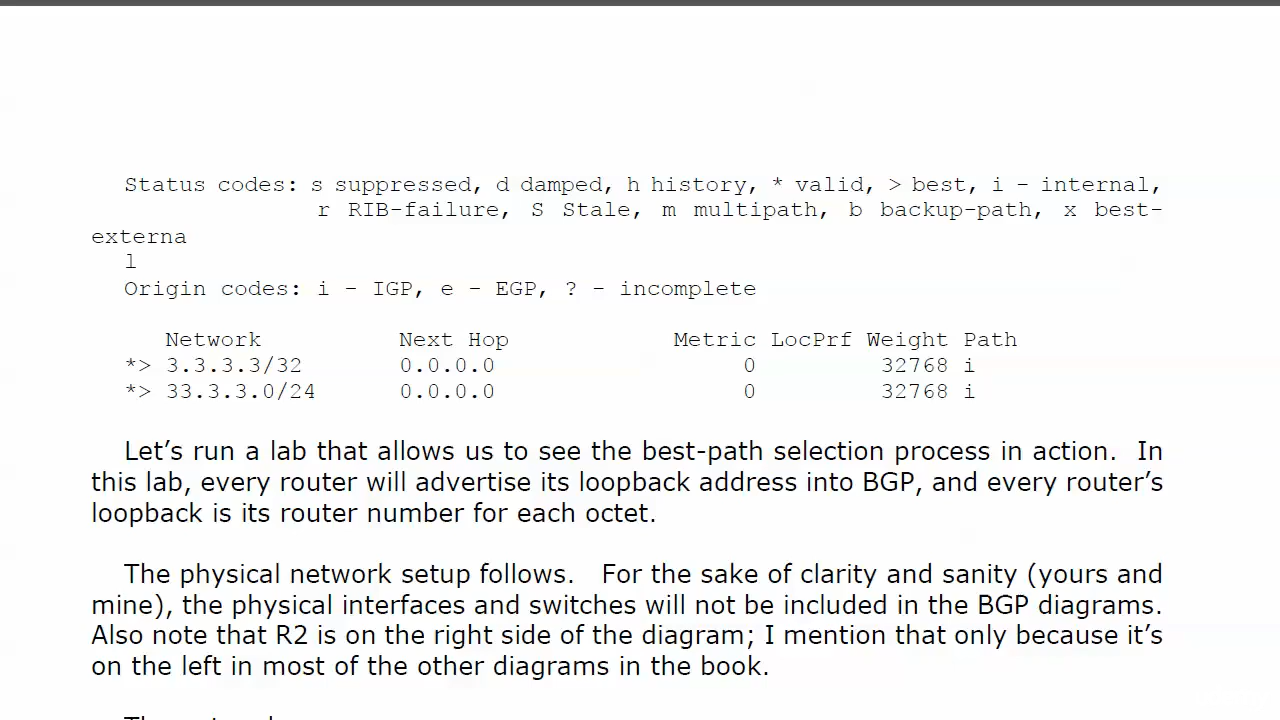 Status codes: s suppressed, d damped, h history, * valid, > best, i - internal,
r RIB-failure, S Stale, m multipath, b backup-path, x best-
externa
l
Origin codes: i - IGP, e - EGP, ? - incomplete
Network Next Hop Metric LocPrf Weight Path
*> 3.3.3.3/32 0.0.0.0 0 32768 i
*> 33.3.3.0/24 0.0.0.0 0 32768 i
Let's run a lab that allows us to see the best-path selection process in action. In
this lab, every router will advertise its loopback address into BGP, and every router's
loopback is its router number for each octet.
The physical network setup follows. For the sake of clarity and sanity (yours and
mine), the physical interfaces and switches will not be included in the BGP diagrams.
Also note that R2 is on the right side of the diagram; I mention that only because it's
on the left in most of the other diagrams in the book.